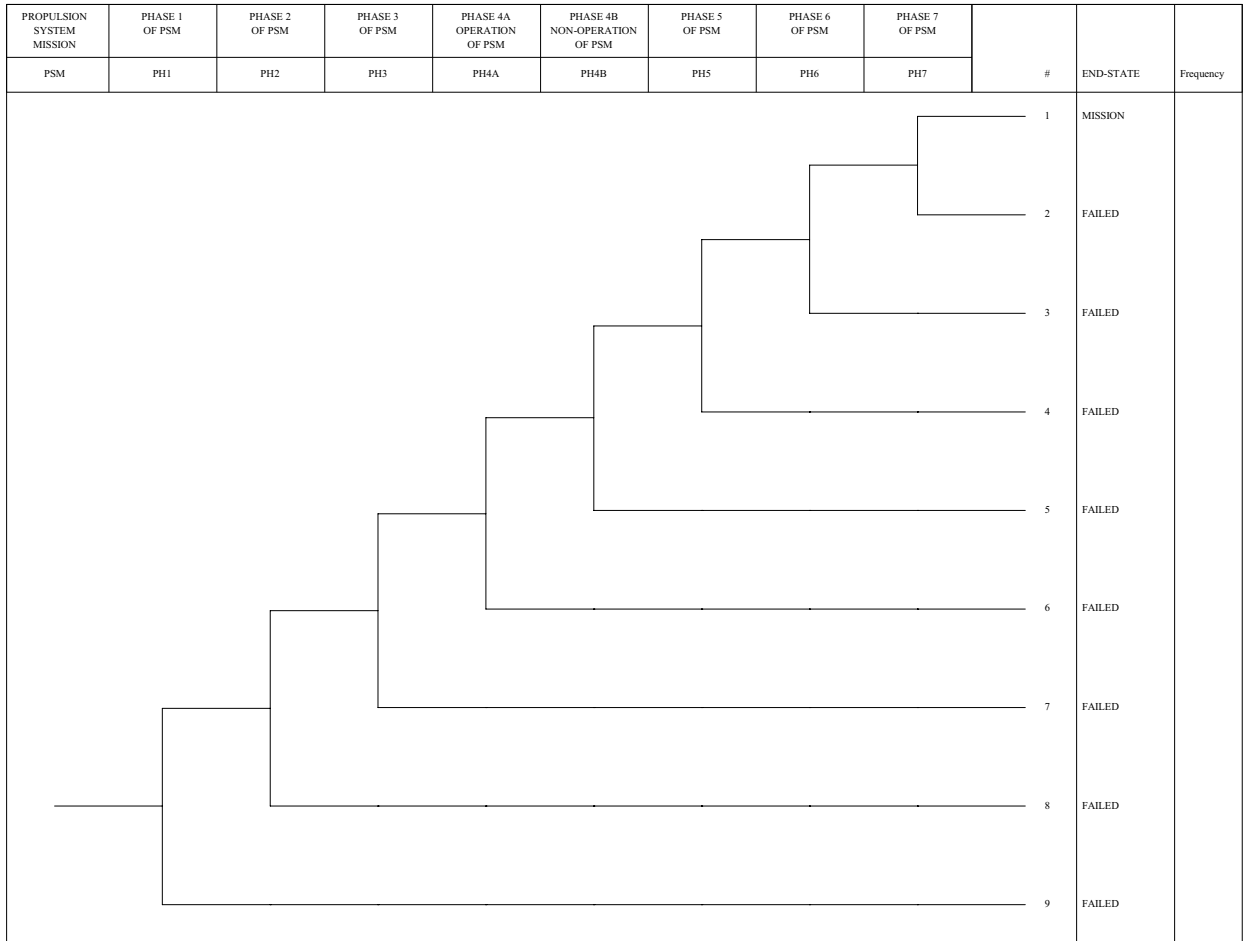 PROPULSION
SYSTEM
MISSION
PHASE 1
OF PSM
PHASE 2
OF PSM
PHASE 3
OF PSM
PHASE 4A
OPERATION
OF PSM
PHASE 4B
NON-OPERATION
OF PSM
PHASE 5
OF PSM
PHASE 6
OF PSM
PHASE 7
OF PSM
PSM PH1 PH2 PH3 PH4A PH4B PH5 PH6 PH7 # END-STATE Frequency
1 MISSION
2 FAILED
3 FAILED
4 FAILED
5 FAILED
6 FAILED
7 FAILED
8 FAILED
9 FAILED